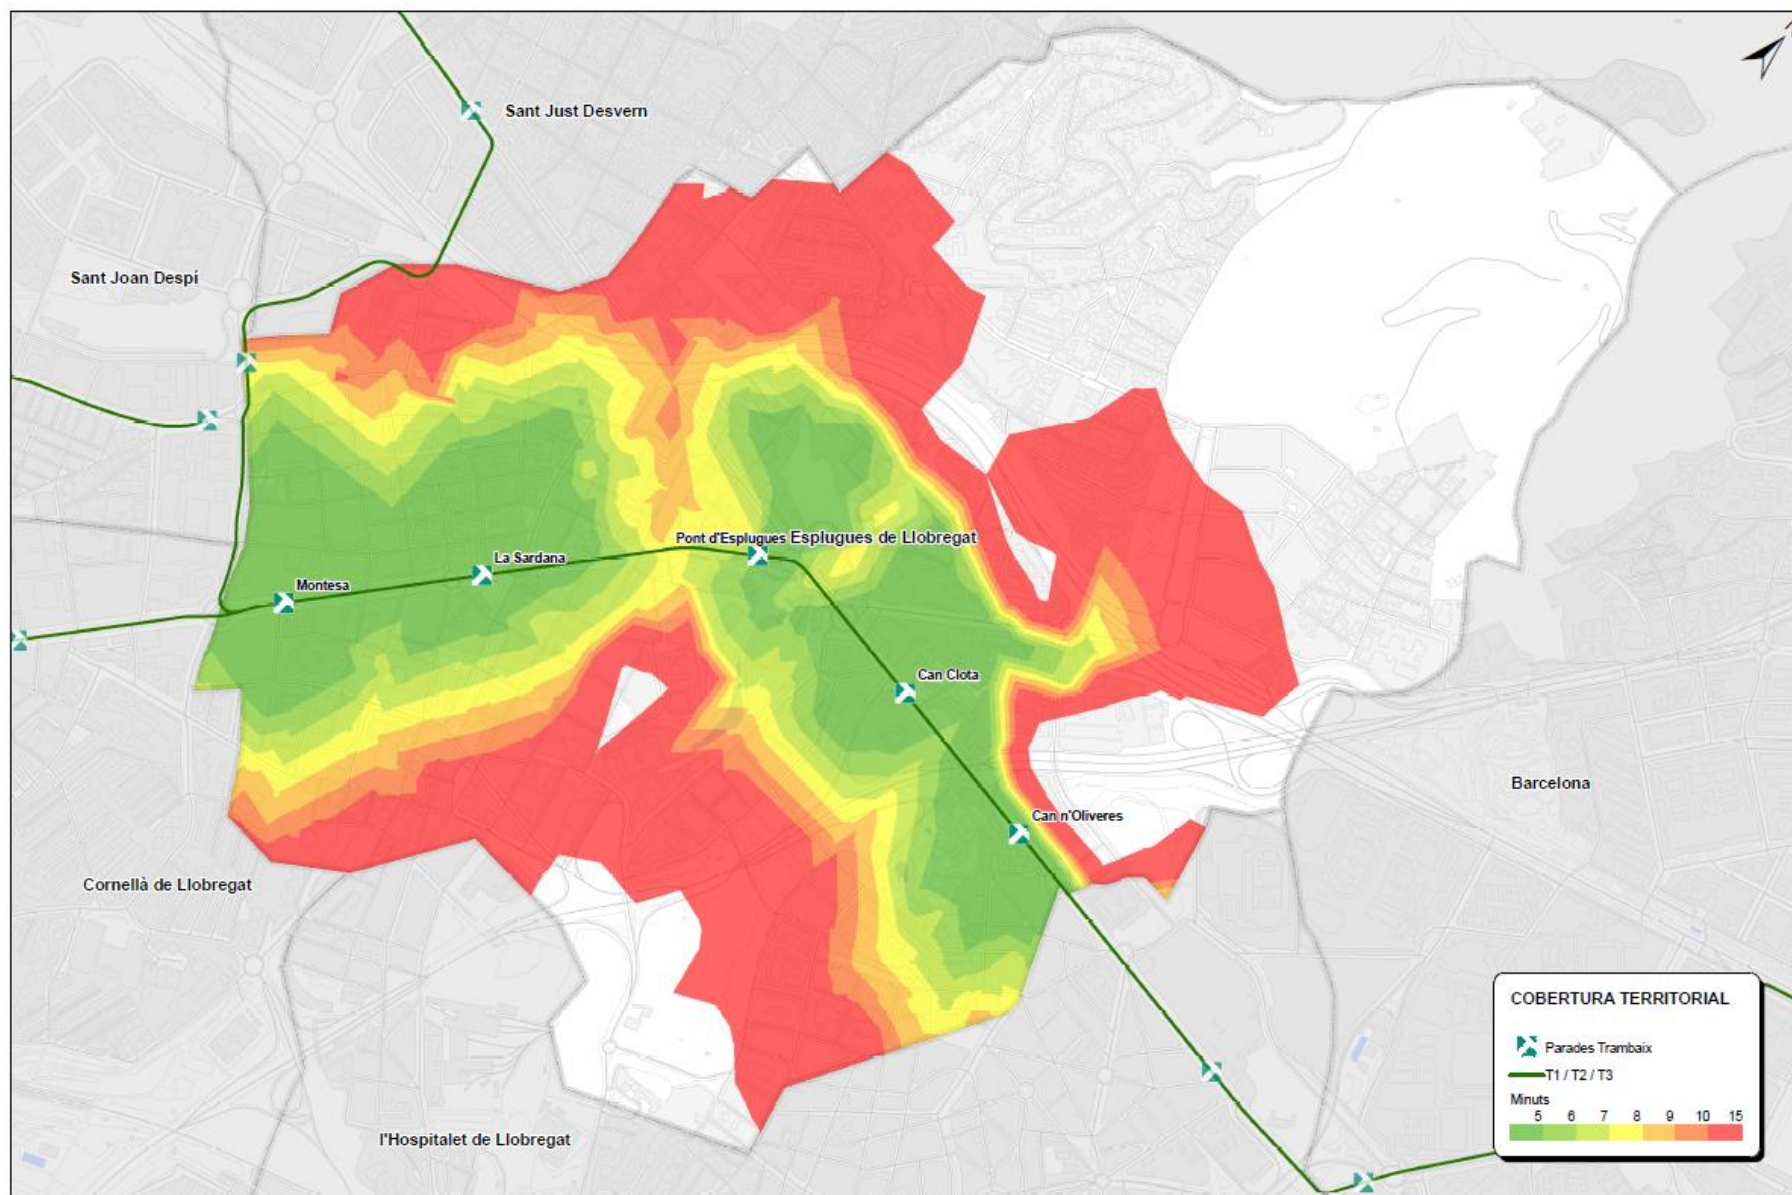 Sant Just Desvern
Sant Joan Despí
Pont d'Esplugues
Esplugues de Llobregat
La Sardana
Montesa
Can Clota
Can n'Oliveres
Barcelona
Cornellà de Llobregat
l'Hospitalet de Llobregat
COBERTURA TERRITORIAL
Parades Trambaix
T1 / T2 / T3
Minuts
5 6 7 8 9 10 15